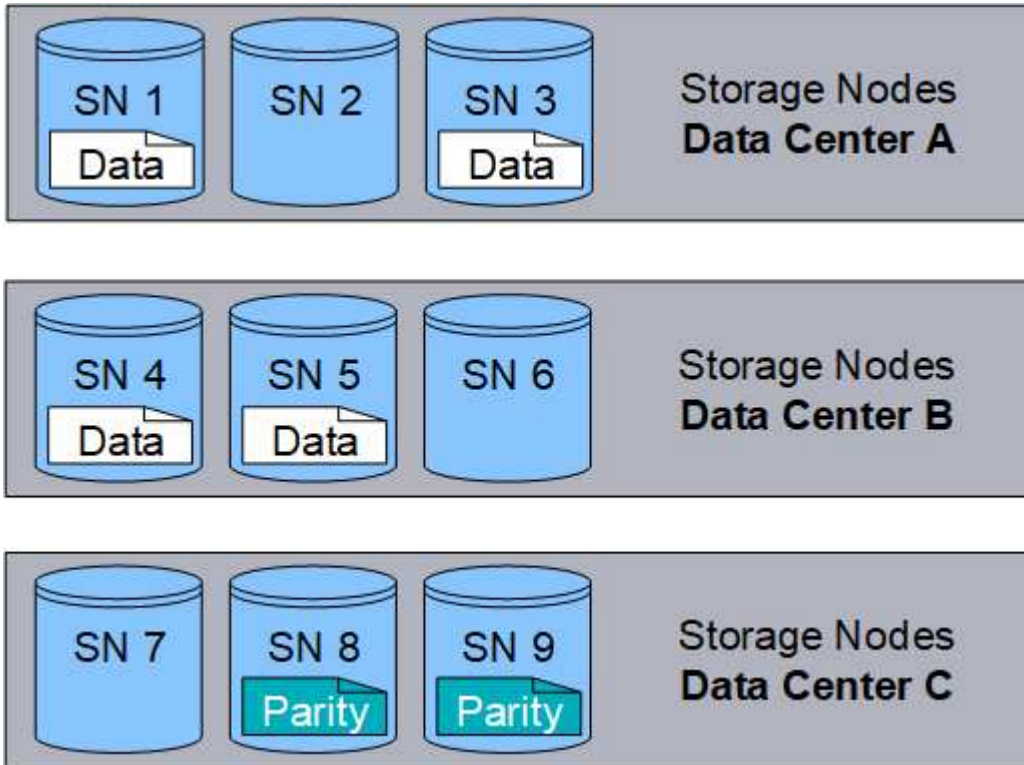 SN 1
Data
SN 2
SN 3
Data
Storage Nodes
Data Center A
SN 4
Data
SN 5
Data
SN 6
Storage Nodes
Data Center B
SN 7
SN 8
Parity
SN 9
Parity
Storage Nodes
Data Center C